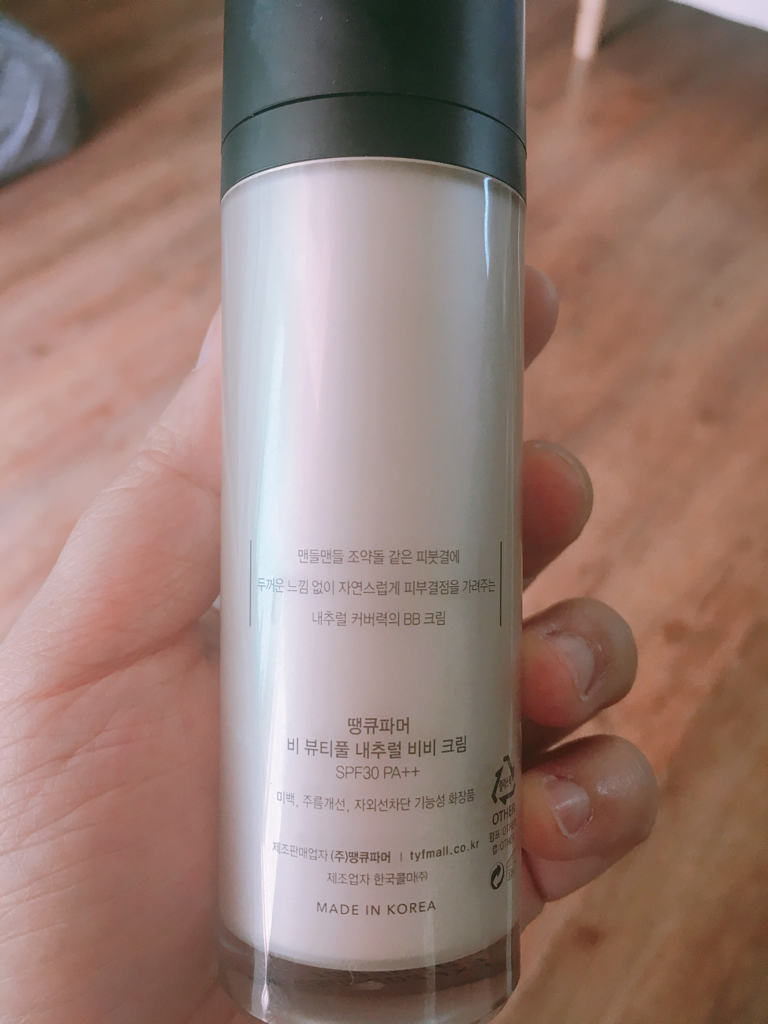 맨들맨들 조약돌 같은 피붓결에
두꺼운 느낌 없이 자연스럽게 피부결점을 가려주는
내추럴 커버력의 BB 크림
땡큐파머
비 뷰티풀 내추럴 비비 크림
SPF30 PA++
미백, 주름개선, 자외선차단 기능성 화장품
제조판매업자 (주)땡큐파머 | tyfmall.co.kr
제조업자 한국콜마㈜
MADE IN KOREA
OTHER